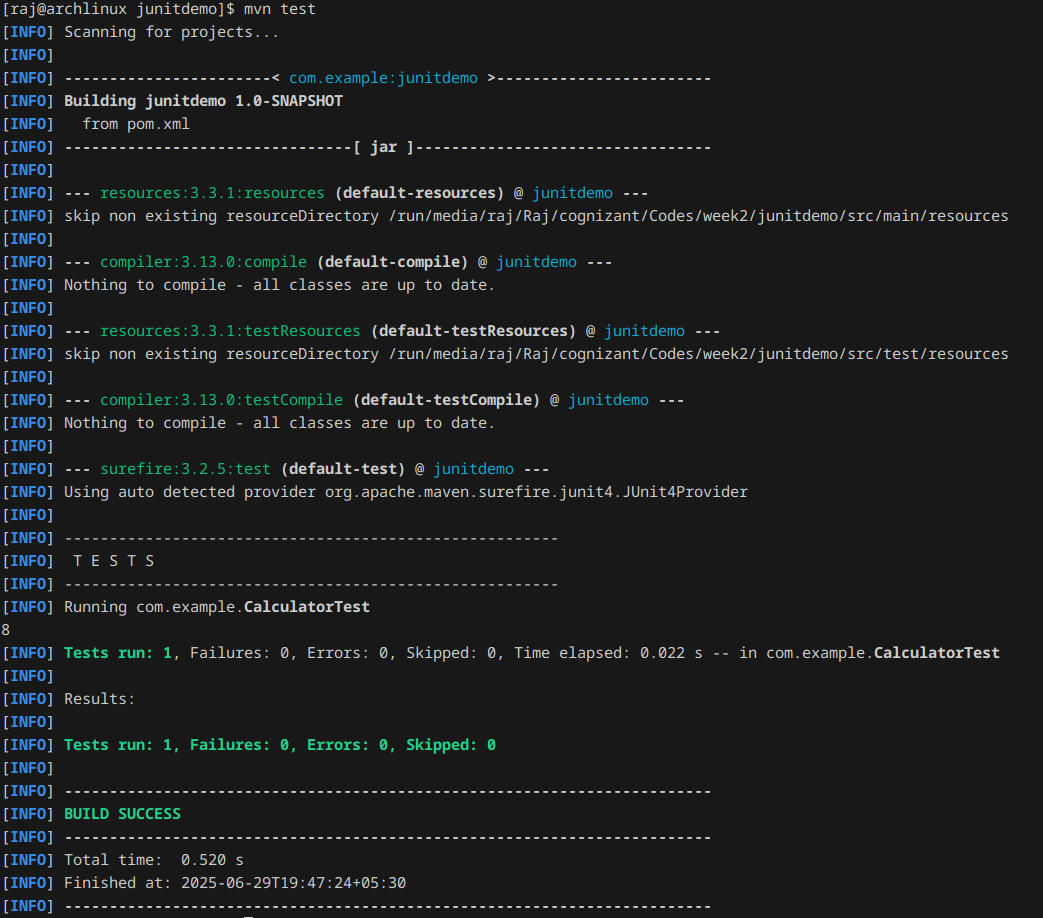 [raj@archlinux junitdemo]$ mvn test
[INFO] Scanning for projects...
[INFO]
[INFO] -----------------------< com.example:junitdemo >------------------------
[INFO] Building junitdemo 1.0-SNAPSHOT
[INFO]   from pom.xml
[INFO] --------------------------------[ jar ]---------------------------------
[INFO]
[INFO] --- resources:3.3.1:resources (default-resources) @ junitdemo ---
[INFO] skip non existing resourceDirectory /run/media/raj/Raj/cognizant/Codes/week2/junitdemo/src/main/resources
[INFO]
[INFO] --- compiler:3.13.0:compile (default-compile) @ junitdemo ---
[INFO] Nothing to compile - all classes are up to date.
[INFO]
[INFO] --- resources:3.3.1:testResources (default-testResources) @ junitdemo ---
[INFO] skip non existing resourceDirectory /run/media/raj/Raj/cognizant/Codes/week2/junitdemo/src/test/resources
[INFO]
[INFO] --- compiler:3.13.0:testCompile (default-testCompile) @ junitdemo ---
[INFO] Nothing to compile - all classes are up to date.
[INFO]
[INFO] --- surefire:3.2.5:test (default-test) @ junitdemo ---
[INFO] Using auto detected provider org.apache.maven.surefire.junit4.JUnit4Provider
[INFO]
[INFO] -------------------------------------------------------
[INFO]  T E S T S
[INFO] -------------------------------------------------------
[INFO] Running com.example.CalculatorTest
8
[INFO] Tests run: 1, Failures: 0, Errors: 0, Skipped: 0, Time elapsed: 0.022 s -- in com.example.CalculatorTest
[INFO]
[INFO] Results:
[INFO]
[INFO] Tests run: 1, Failures: 0, Errors: 0, Skipped: 0
[INFO]
[INFO] ------------------------------------------------------------------------
[INFO] BUILD SUCCESS
[INFO] ------------------------------------------------------------------------
[INFO] Total time:  0.520 s
[INFO] Finished at: 2025-06-29T19:47:24+05:30
[INFO] ------------------------------------------------------------------------